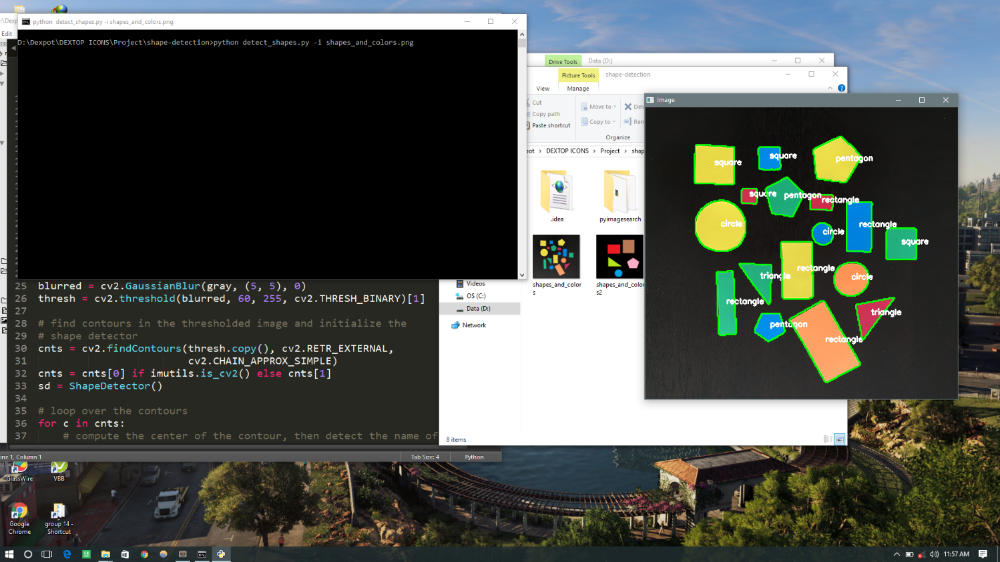 python  detect_shapes.py -i shapes_and_colors.png
D:\Dexpot\DEXTOP ICONS\Project\shape-detection>python detect_shapes.py -i shapes_and_colors.png
Edit
25 blurred = cv2.GaussianBlur(gray, (5, 5), 0)
26 thresh = cv2.threshold(blurred, 60, 255, cv2.THRESH_BINARY)[1]
27
28 # find contours in the thresholded image and initialize the
29 # shape detector
30 cnts = cv2.findContours(thresh.copy(), cv2.RETR_EXTERNAL,
31 cv2.CHAIN_APPROX_SIMPLE)
32 cnts = cnts[0] if imutils.is_cv2() else cnts[1]
33 sd = ShapeDetector()
34
35 # loop over the contours
36 for c in cnts:
37 # compute the center of the contour, then detect the name of
ine 1, Column 1
Tab Size: 4
Python
Drive Tools
Data (D:)
Picture Tools
shape-detection
View
Manage
Cut
Copy path
Paste shortcut
Move to
Copy to
Dele
Ren
Organize
pot > DEXTOP ICONS > Project > shap
.idea
pyimagesearch
shapes_and_color
s
shapes_and_color
s2
Videos
OS (C:)
Data (D:)
Network
8 items
Image
square
square
pentagon
square
pentagon
rectangle
circle
circle
rectangle
square
triangle
rectangle
circle
rectangle
triangle
pentagon
rectangle
GlassWire
VBB
Google
Chrome
group 14 -
Shortcut
11:57 AM